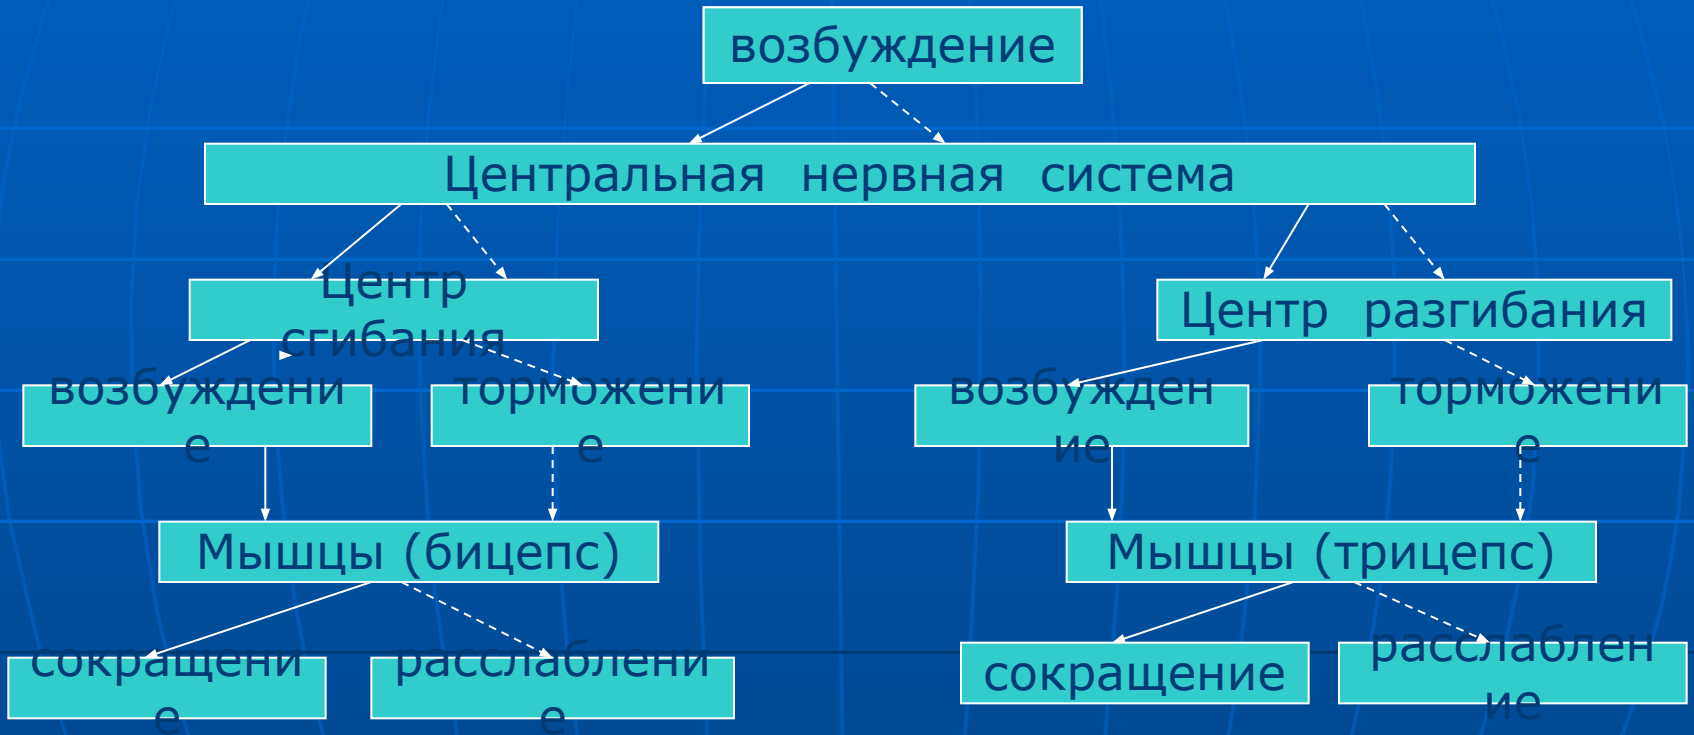 возбуждение
Центральная нервная система
Центр
сгибания
Центр разгибания
возбуждени
е
торможени
е
возбужден
ие
торможени
е
Мышцы (бицепс)
Мышцы (трицепс)
сокращени
е
расслаблени
е
сокращение
расслаблен
ие